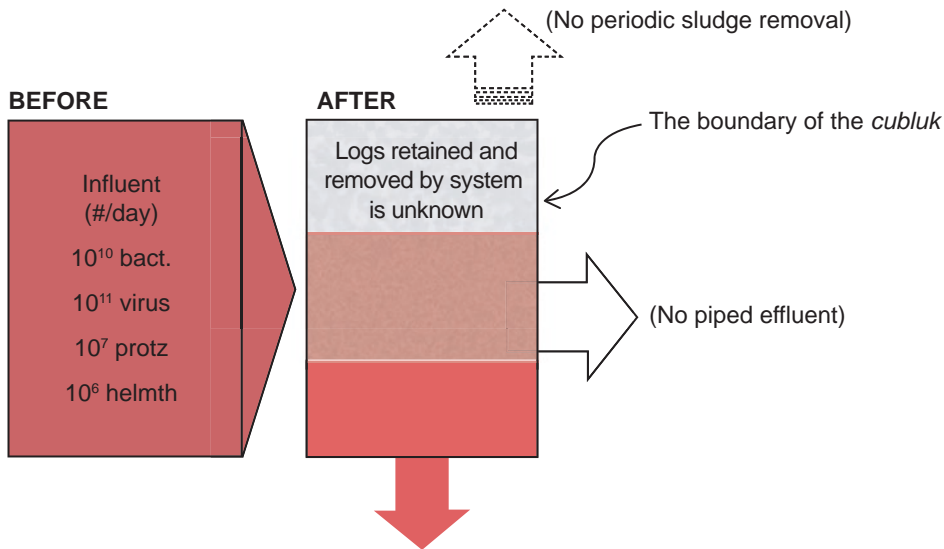 (No periodic sludge removal)
BEFORE
AFTER
The boundary of the cubluk
Logs retained and
removed by system
is unknown
Influent
(#/day)
10¹⁰ bact.
10¹¹ virus
10⁷ protz
10⁶ helmth
(No piped effluent)